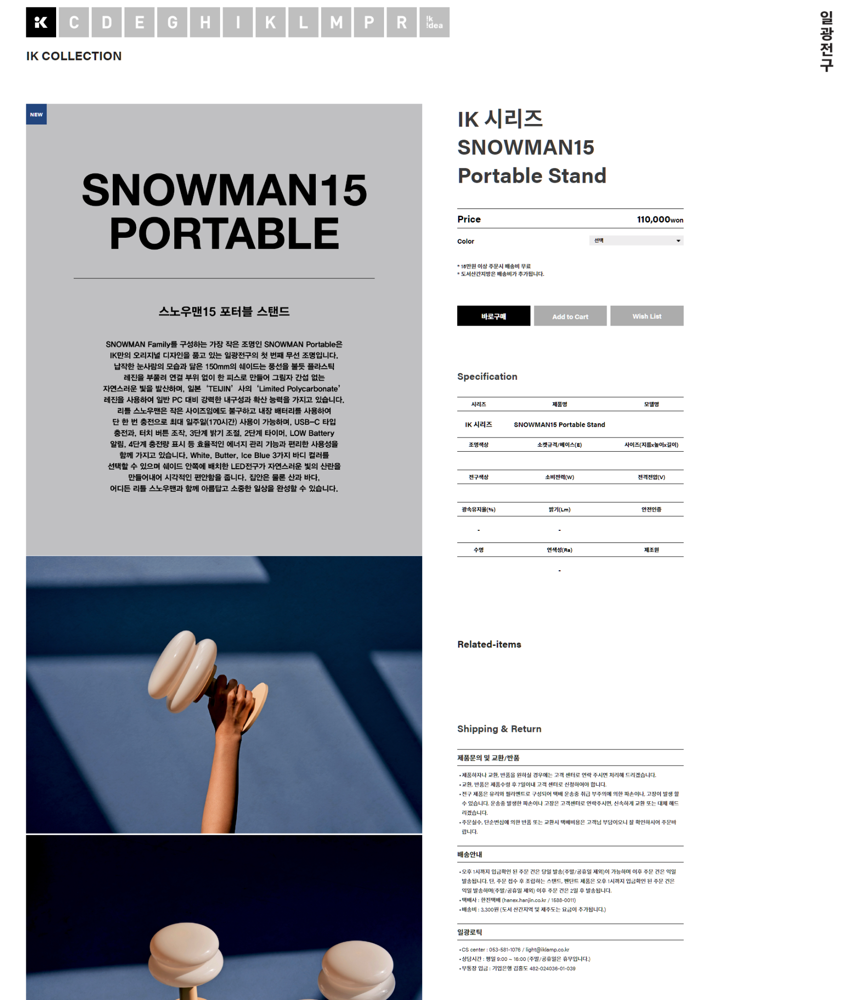 iK
C
D
E
G
H
I
K
L
M
P
R
!k
!dea
IK COLLECTION
일광전구
NEW
SNOWMAN15
PORTABLE
스노우맨15 포터블 스탠드
SNOWMAN Family를 구성하는 가장 작은 조명인 SNOWMAN Portable은
IK만의 오리지널 디자인을 품고 있는 일광전구의 첫 번째 무선 조명입니다.
납작한 눈사람의 모습과 닮은 150mm의 쉐이드는 풍선을 불듯 플라스틱
레진을 부풀려 연결 부위 없이 한 피스로 만들어 그림자 간섭 없는
자연스러운 빛을 발산하며, 일본 ‘TEIJIN’ 사의 ‘Limited Polycarbonate’
레진을 사용하여 일반 PC 대비 강력한 내구성과 확산 능력을 가지고 있습니다.
리틀 스노우맨은 작은 사이즈임에도 불구하고 내장 배터리를 사용하여
단 한 번 충전으로 최대 일주일(170시간) 사용이 가능하며, USB-C 타입
충전과, 터치 버튼 조작, 3단계 밝기 조절, 2단계 타이머, LOW Battery
알림, 4단계 충전량 표시 등 효율적인 에너지 관리 기능과 편리한 사용성을
함께 가지고 있습니다. White, Butter, Ice Blue 3가지 바디 컬러를
선택할 수 있으며 쉐이드 안쪽에 배치한 LED전구가 자연스러운 빛의 산란을
만들어내어 시각적인 편안함을 줍니다. 집안은 물론 산과 바다,
어디든 리틀 스노우맨과 함께 아름답고 소중한 일상을 완성할 수 있습니다.
IK 시리즈
SNOWMAN15
Portable Stand
Price 110,000won
Color 선택
* 18만원 이상 주문시 배송비 무료
* 도서산간지방은 배송비가 추가됩니다.
바로구매 Add to Cart Wish List
Specification
시리즈 제품명 모델명
IK 시리즈 SNOWMAN15 Portable Stand
조명색상 소켓규격/베이스(E) 사이즈(지름x높이x길이)
전구색상 소비전력(W) 전격전압(V)
광속유지율(%) 밝기(Lm) 안전인증
- -
수명 연색성(Ra) 제조원
-
Related-items
Shipping & Return
제품문의 및 교환/반품
•제품하자나 교환, 반품을 원하실 경우에는 고객 센터로 연락 주시면 처리해 드리겠습니다.
•교환, 반품은 제품수령 후 7일이내 고객 센터로 신청하여야 합니다.
•전구 제품은 유리와 필라멘트로 구성되어 택배 운송중 취급 부주의에 의한 파손이나, 고장이 발생 할
수 있습니다. 운송중 발생한 파손이나 고장은 고객센터로 연락주시면, 신속하게 교환 또는 대체 해드
리겠습니다.
•주문실수, 단순변심에 의한 반품 또는 교환시 택배비용은 고객님 부담이오니 잘 확인하시어 주문바
랍니다.
배송안내
•오후 1시까지 입금확인 된 주문 건은 당일 발송(주말/공휴일 제외)이 가능하며 이후 주문 건은 익일
발송됩니다. 단, 주문 접수 후 조립하는 스탠드, 펜던트 제품은 오후 1시까지 입금확인 된 주문 건은
익일 발송하며(주말/공휴일 제외) 이후 주문 건은 2일 후 발송됩니다.
•택배사 : 한진택배 (hanex.hanjin.co.kr / 1588-0011)
•배송비 : 3,300원 (도서 산간지역 및 제주도는 요금이 추가됩니다.)
일광로틱
•CS center : 053-581-1076 / light@iklamp.co.kr
•상담시간 : 평일 9:00 ~ 16:00 (주말/공휴일은 휴무입니다.)
•무통장 입금 : 기업은행 김홍도 482-024036-01-039